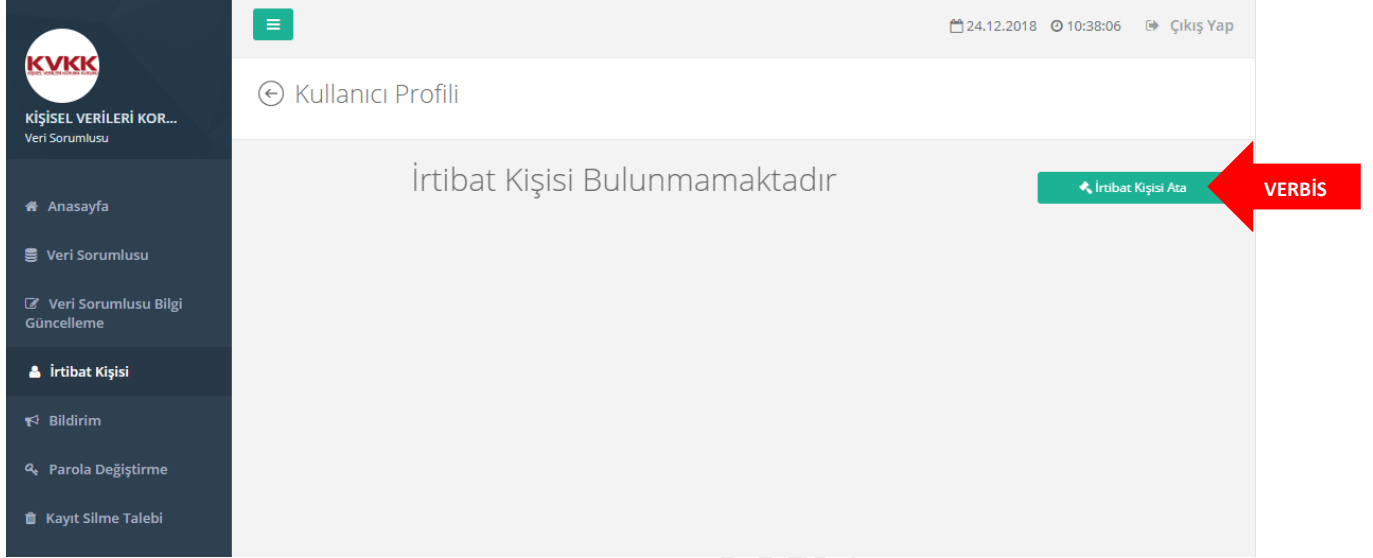 24.12.2018 10:38:06 Çıkış Yap
KVKK
KİŞİSEL VERİLERİ KOR...
Veri Sorumlusu
Kullanıcı Profili
İrtibat Kişisi Bulunmamaktadır
İrtibat Kişisi Ata
VERBİS
Anasayfa
Veri Sorumlusu
Veri Sorumlusu Bilgi
Güncelleme
İrtibat Kişisi
Bildirim
Parola Değiştirme
Kayıt Silme Talebi